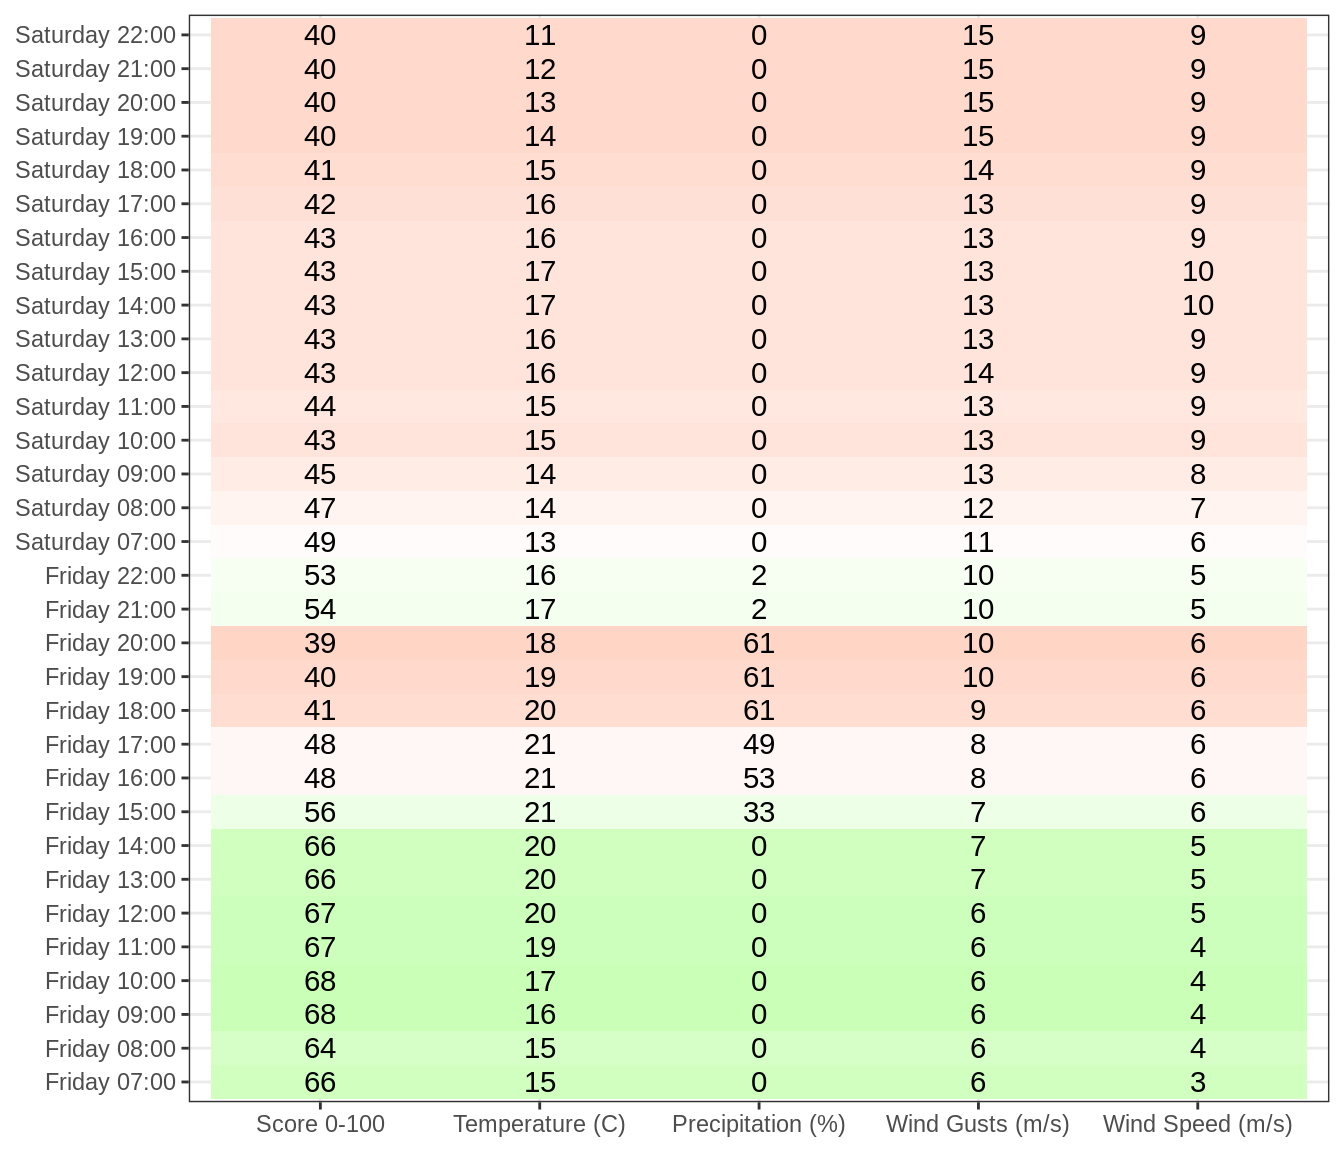 Saturday 22:00 40 11 0 15 9
Saturday 21:00 40 12 0 15 9
Saturday 20:00 40 13 0 15 9
Saturday 19:00 40 14 0 15 9
Saturday 18:00 41 15 0 14 9
Saturday 17:00 42 16 0 13 9
Saturday 16:00 43 16 0 13 9
Saturday 15:00 43 17 0 13 10
Saturday 14:00 43 17 0 13 10
Saturday 13:00 43 16 0 13 9
Saturday 12:00 43 16 0 14 9
Saturday 11:00 44 15 0 13 9
Saturday 10:00 43 15 0 13 9
Saturday 09:00 45 14 0 13 8
Saturday 08:00 47 14 0 12 7
Saturday 07:00 49 13 0 11 6
Friday 22:00 53 16 2 10 5
Friday 21:00 54 17 2 10 5
Friday 20:00 39 18 61 10 6
Friday 19:00 40 19 61 10 6
Friday 18:00 41 20 61 9 6
Friday 17:00 48 21 49 8 6
Friday 16:00 48 21 53 8 6
Friday 15:00 56 21 33 7 6
Friday 14:00 66 20 0 7 5
Friday 13:00 66 20 0 7 5
Friday 12:00 67 20 0 6 5
Friday 11:00 67 19 0 6 4
Friday 10:00 68 17 0 6 4
Friday 09:00 68 16 0 6 4
Friday 08:00 64 15 0 6 4
Friday 07:00 66 15 0 6 3
Score 0-100 Temperature (C) Precipitation (%) Wind Gusts (m/s) Wind Speed (m/s)